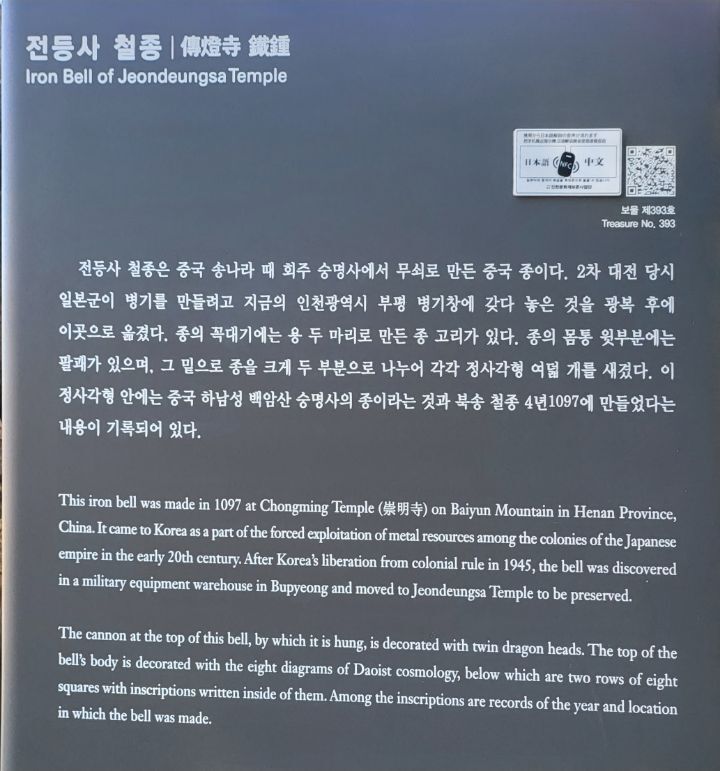 전등사 철종 | 傳燈寺 鐵鍾
Iron Bell of Jeondeungsa Temple
日本語 NFC 中文
보물 제393호
Treasure No. 393
전등사 철종은 중국 송나라 때 회주 숭명사에서 무쇠로 만든 중국 종이다. 2차 대전 당시
일본군이 병기를 만들려고 지금의 인천광역시 부평 병기창에 갖다 놓은 것을 광복 후에
이곳으로 옮겼다. 종의 꼭대기에는 용 두 마리로 만든 종 고리가 있다. 종의 몸통 윗부분에는
팔괘가 있으며, 그 밑으로 종을 크게 두 부분으로 나누어 각각 정사각형 여덟 개를 새겼다. 이
정사각형 안에는 중국 하남성 백암산 숭명사의 종이라는 것과 북송 철종 4년1097에 만들었다는
내용이 기록되어 있다.
This iron bell was made in 1097 at Chongming Temple (崇明寺) on Baiyun Mountain in Henan Province,
China. It came to Korea as a part of the forced exploitation of metal resources among the colonies of the Japanese
empire in the early 20th century. After Korea's liberation from colonial rule in 1945, the bell was discovered
in a military equipment warehouse in Bupyeong and moved to Jeondeungsa Temple to be preserved.
The cannon at the top of this bell, by which it is hung, is decorated with twin dragon heads. The top of the
bell's body is decorated with the eight diagrams of Daoist cosmology, below which are two rows of eight
squares with inscriptions written inside of them. Among the inscriptions are records of the year and location
in which the bell was made.